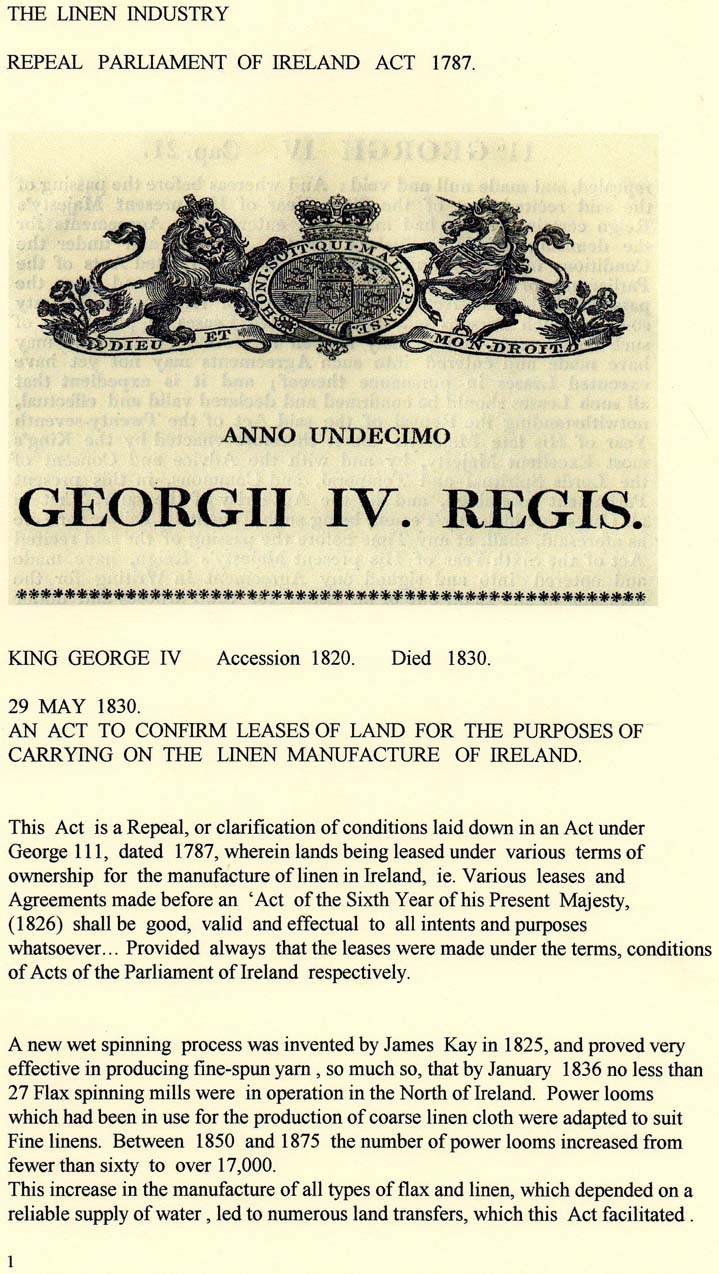 THE LINEN INDUSTRY
REPEAL PARLIAMENT OF IRELAND ACT 1787.
HONI·SOIT·QUI·MAL·Y·PENSE
DIEU ET MON·DROIT
ANNO UNDECIMO
GEORGII IV. REGIS.
KING GEORGE IV Accession 1820. Died 1830.
29 MAY 1830.
AN ACT TO CONFIRM LEASES OF LAND FOR THE PURPOSES OF
CARRYING ON THE LINEN MANUFACTURE OF IRELAND.
This Act is a Repeal, or clarification of conditions laid down in an Act under
George 111, dated 1787, wherein lands being leased under various terms of
ownership for the manufacture of linen in Ireland, ie. Various leases and
Agreements made before an ‘Act of the Sixth Year of his Present Majesty,
(1826) shall be good, valid and effectual to all intents and purposes
whatsoever… Provided always that the leases were made under the terms, conditions
of Acts of the Parliament of Ireland respectively.
A new wet spinning process was invented by James Kay in 1825, and proved very
effective in producing fine-spun yarn , so much so, that by January 1836 no less than
27 Flax spinning mills were in operation in the North of Ireland. Power looms
which had been in use for the production of coarse linen cloth were adapted to suit
Fine linens. Between 1850 and 1875 the number of power looms increased from
fewer than sixty to over 17,000.
This increase in the manufacture of all types of flax and linen, which depended on a
reliable supply of water , led to numerous land transfers, which this Act facilitated .
1